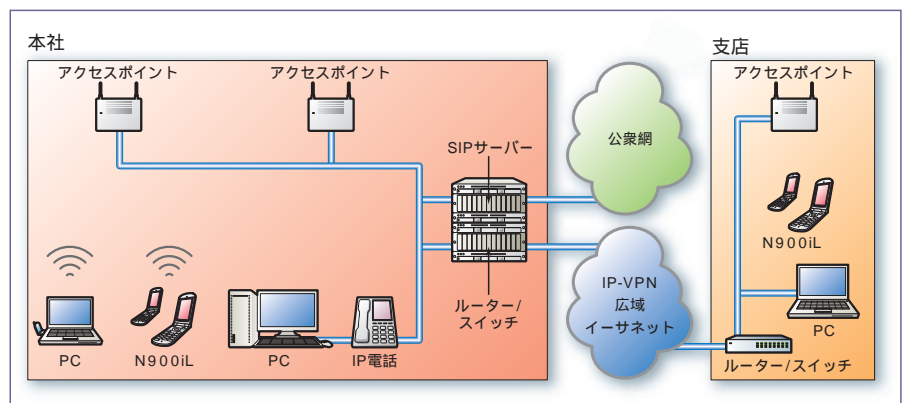 本社
アクセスポイント
アクセスポイント
SIPサーバー
ルーター/
スイッチ
PC
N900iL
PC
IP電話
公衆網
IP-VPN
広域
イーサネット
支店
アクセスポイント
N900iL
PC
ルーター/スイッチ